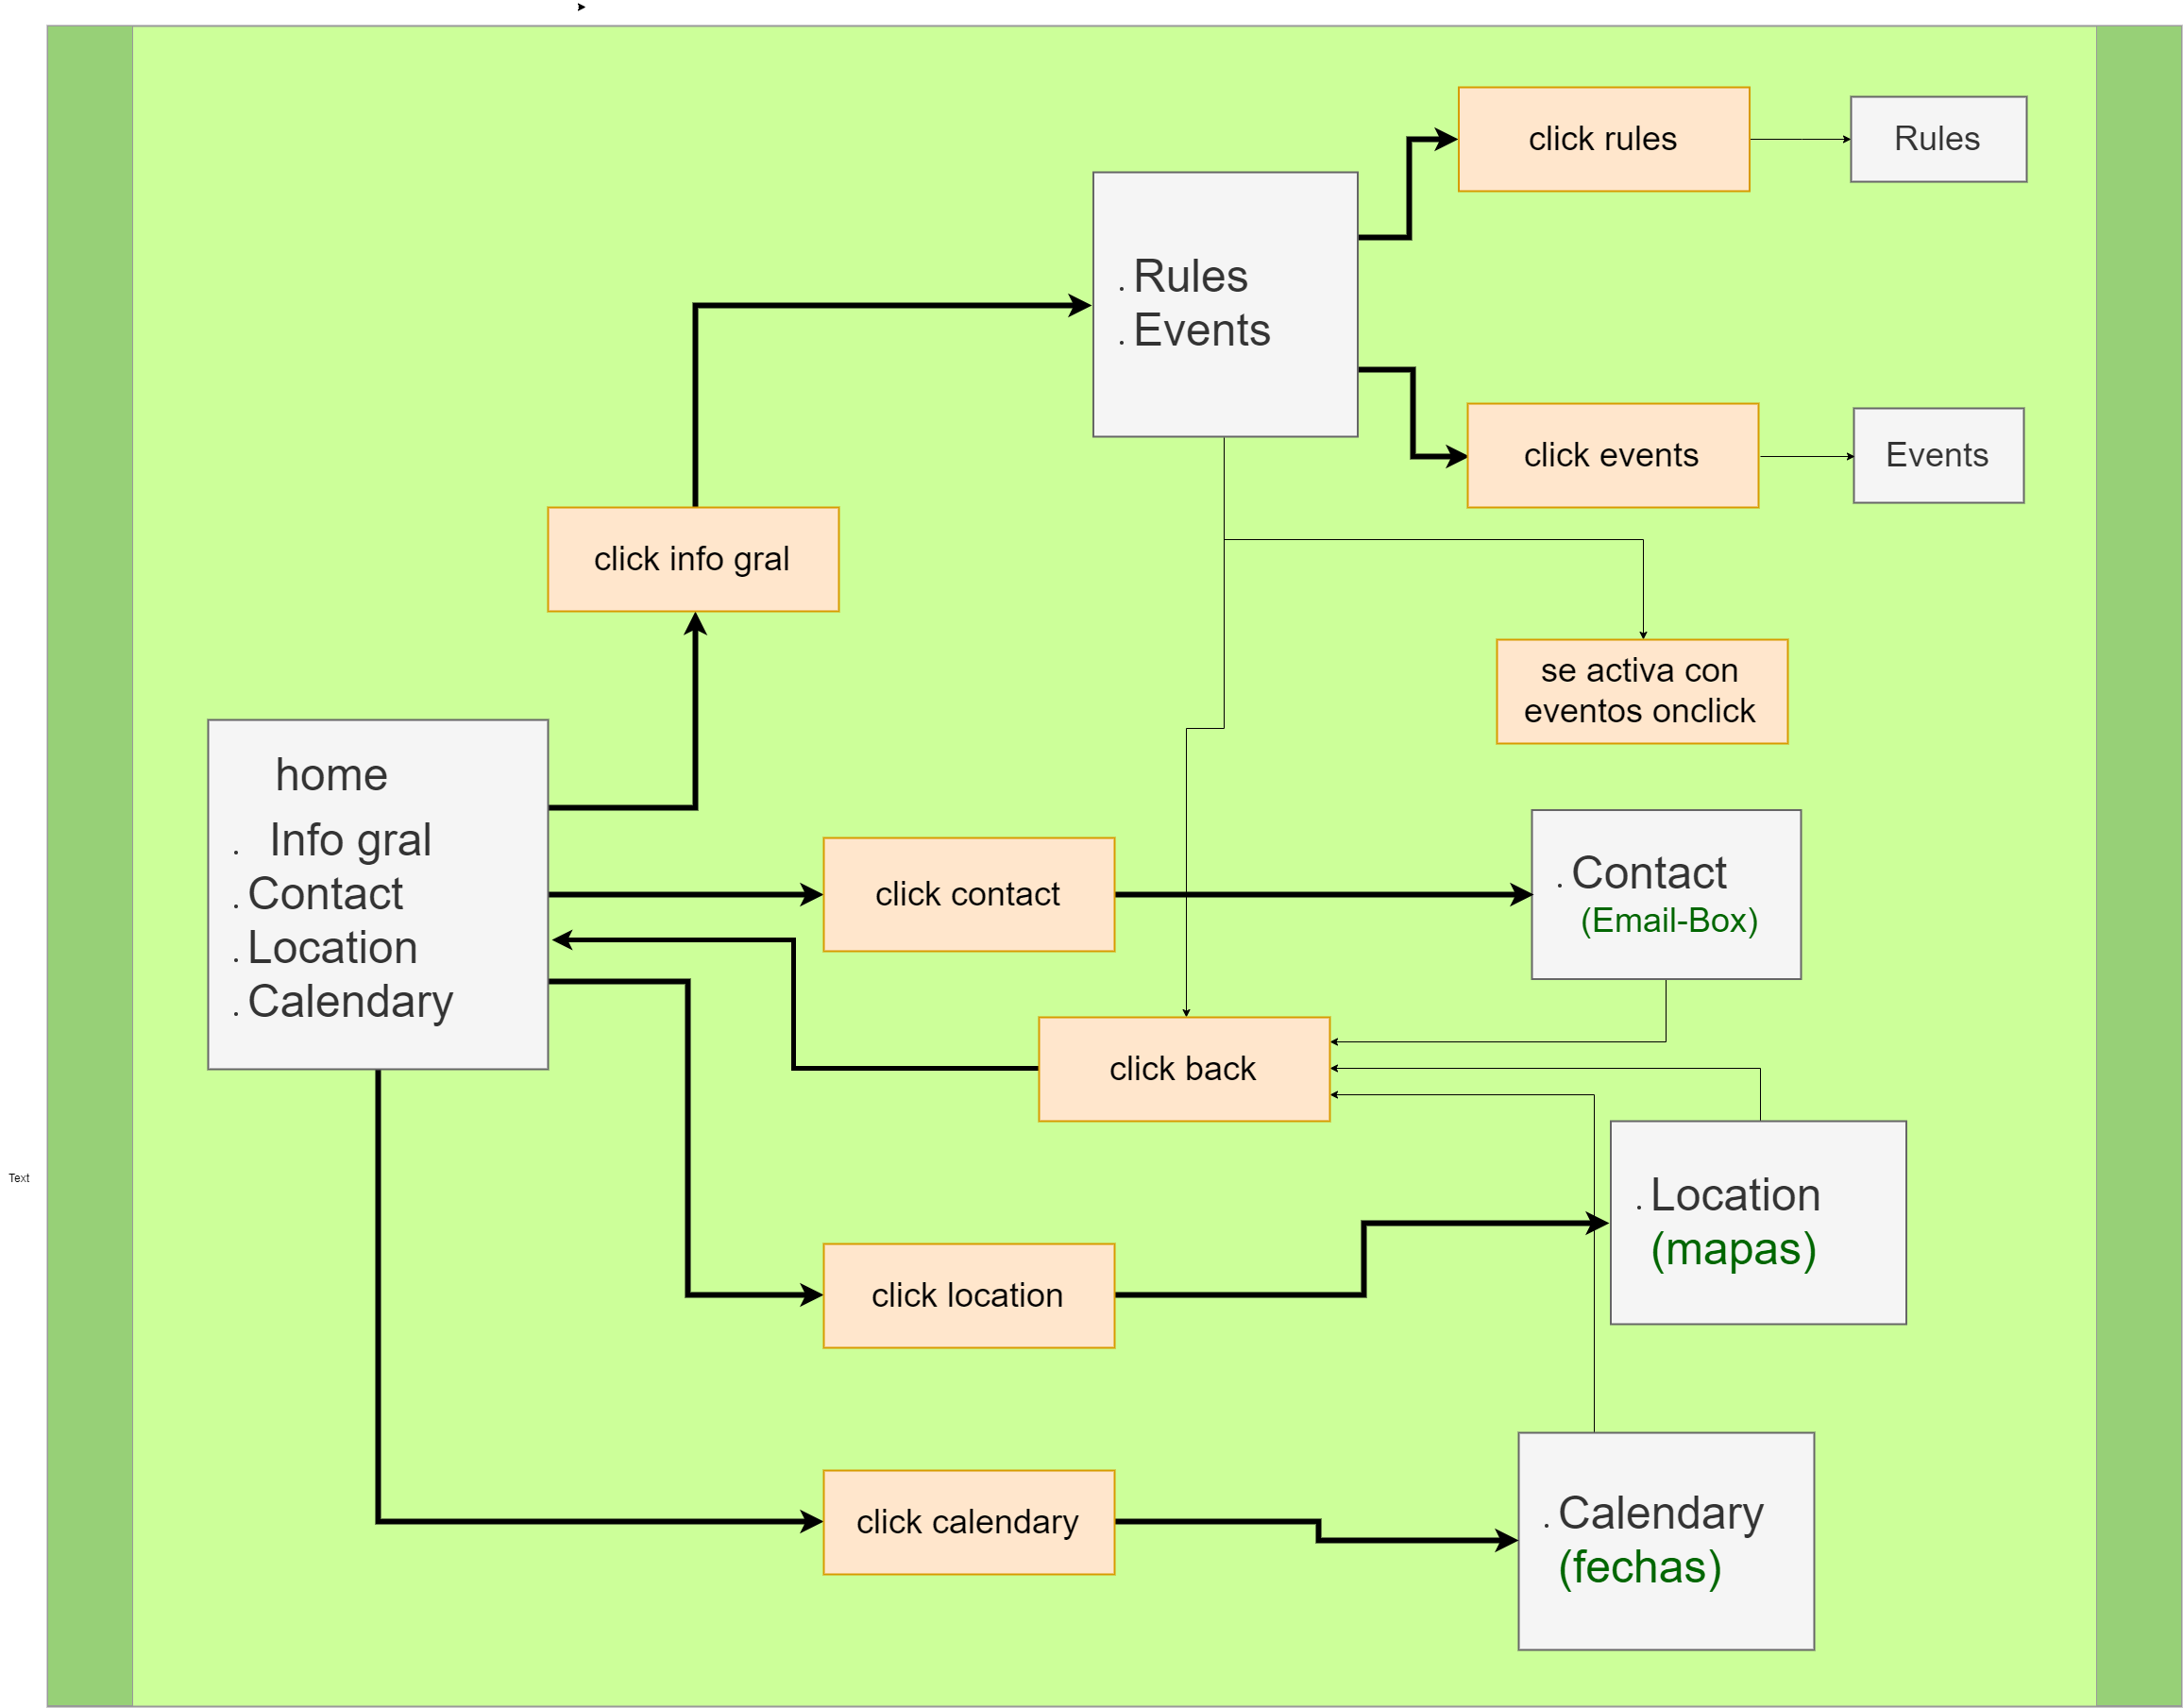 click rules
Rules
. Rules
. Events
click events
Events
click info gral
se activa con
eventos onclick
home
. Info gral
. Contact
. Location
. Calendary
click contact
. Contact
(Email-Box)
click back
Text
. Location
(mapas)
click location
click calendary
. Calendary
(fechas)